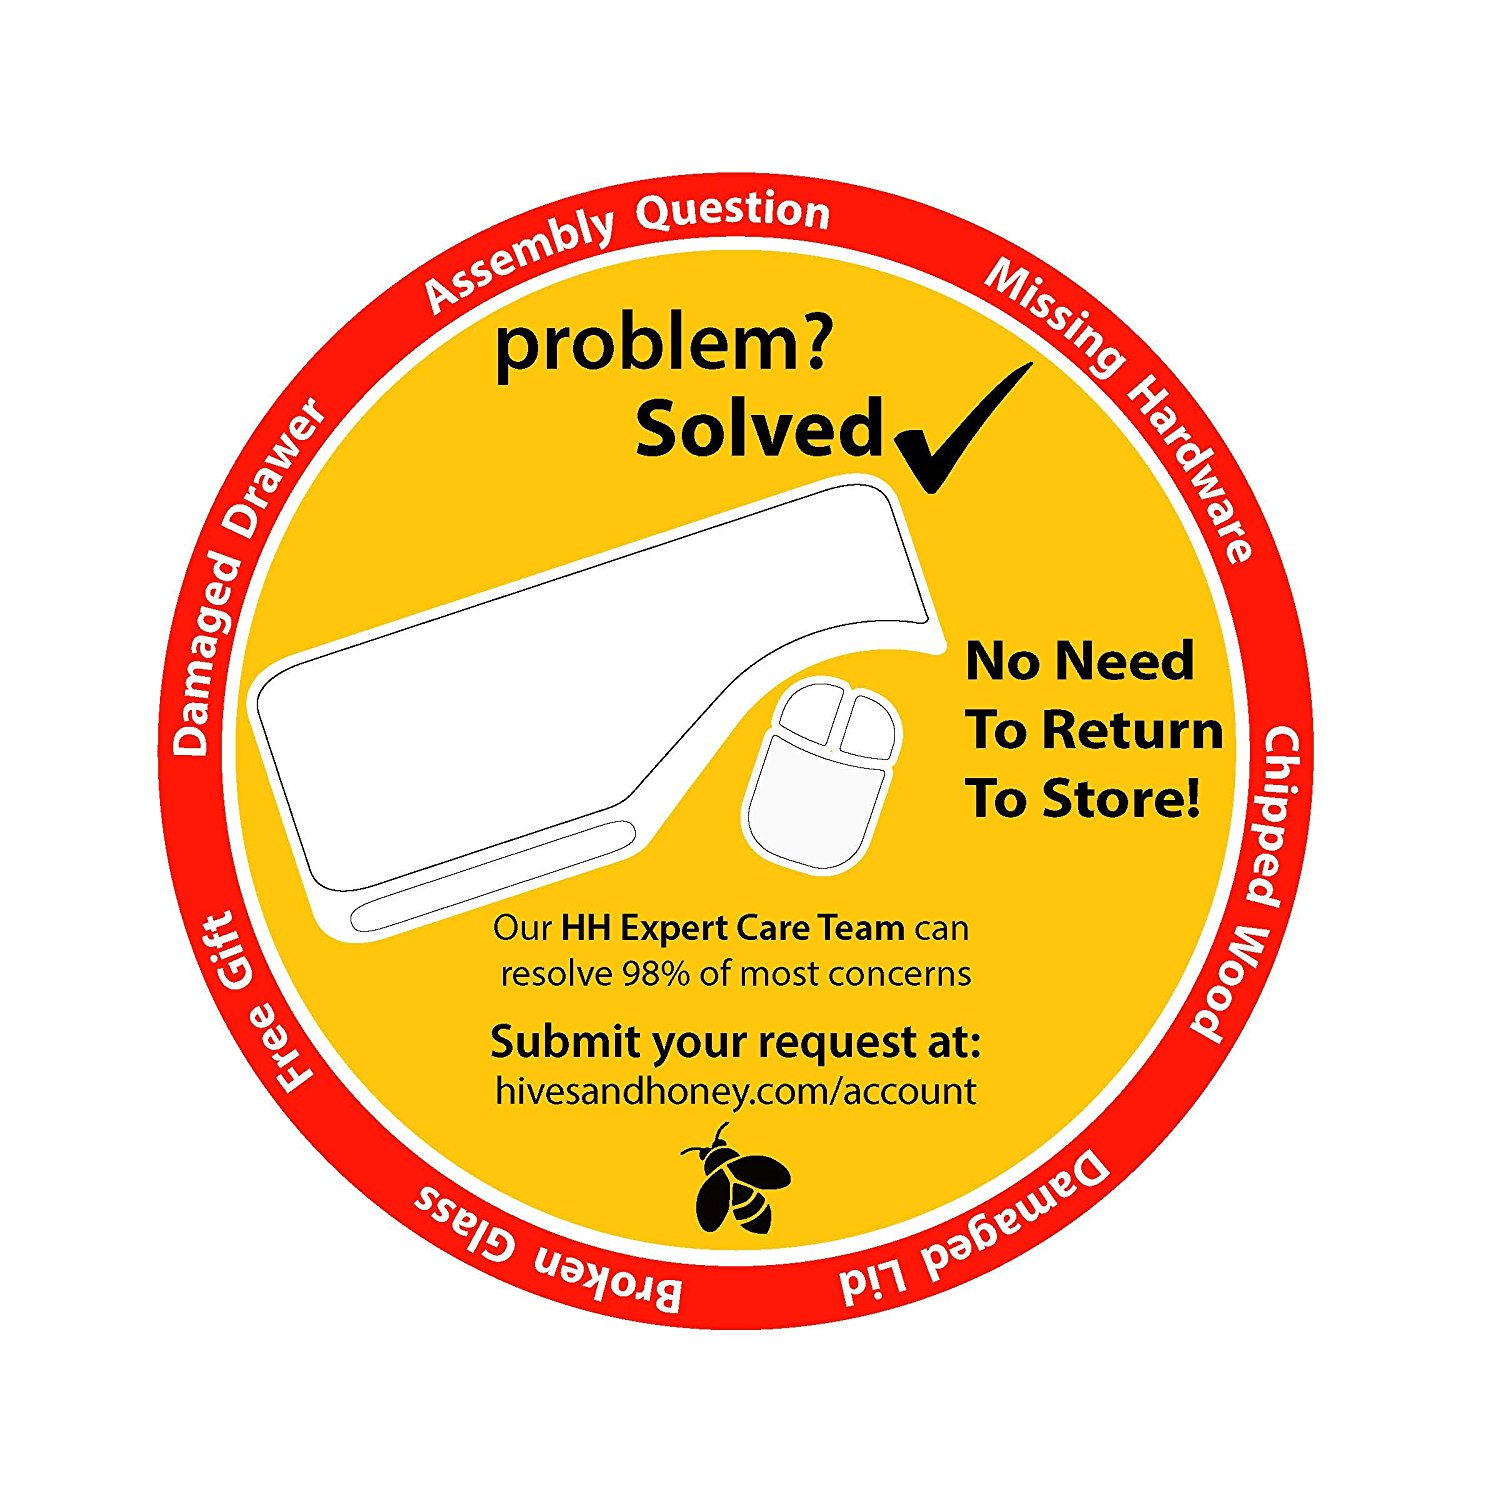 Assembly Question
Missing Hardware
Chipped Wood
Damaged Lid
Broken Glass
Free Gift
Damaged Drawer
problem?
Solved
No Need
To Return
To Store!
Our HH Expert Care Team can
resolve 98% of most concerns
Submit your request at:
hivesandhoney.com/account